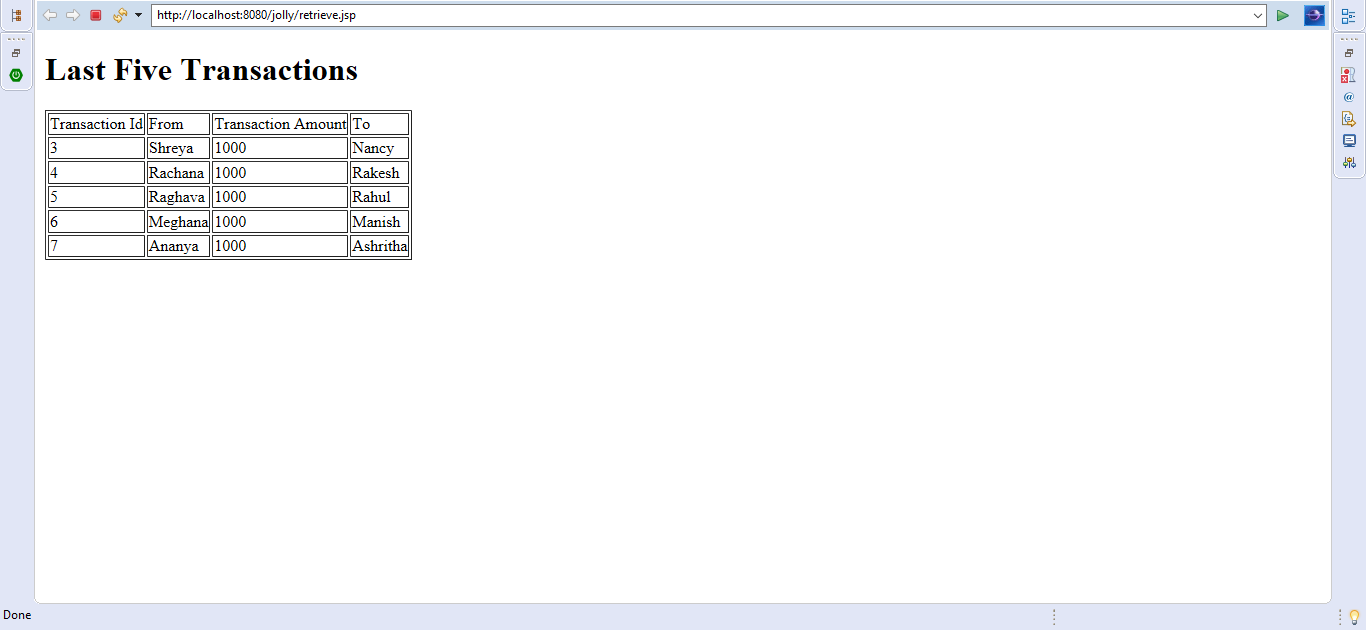 http://localhost:8080/jolly/retrieve.jsp
Last Five Transactions
Transaction Id From Transaction Amount To
3 Shreya 1000 Nancy
4 Rachana 1000 Rakesh
5 Raghava 1000 Rahul
6 Meghana 1000 Manish
7 Ananya 1000 Ashritha
Done